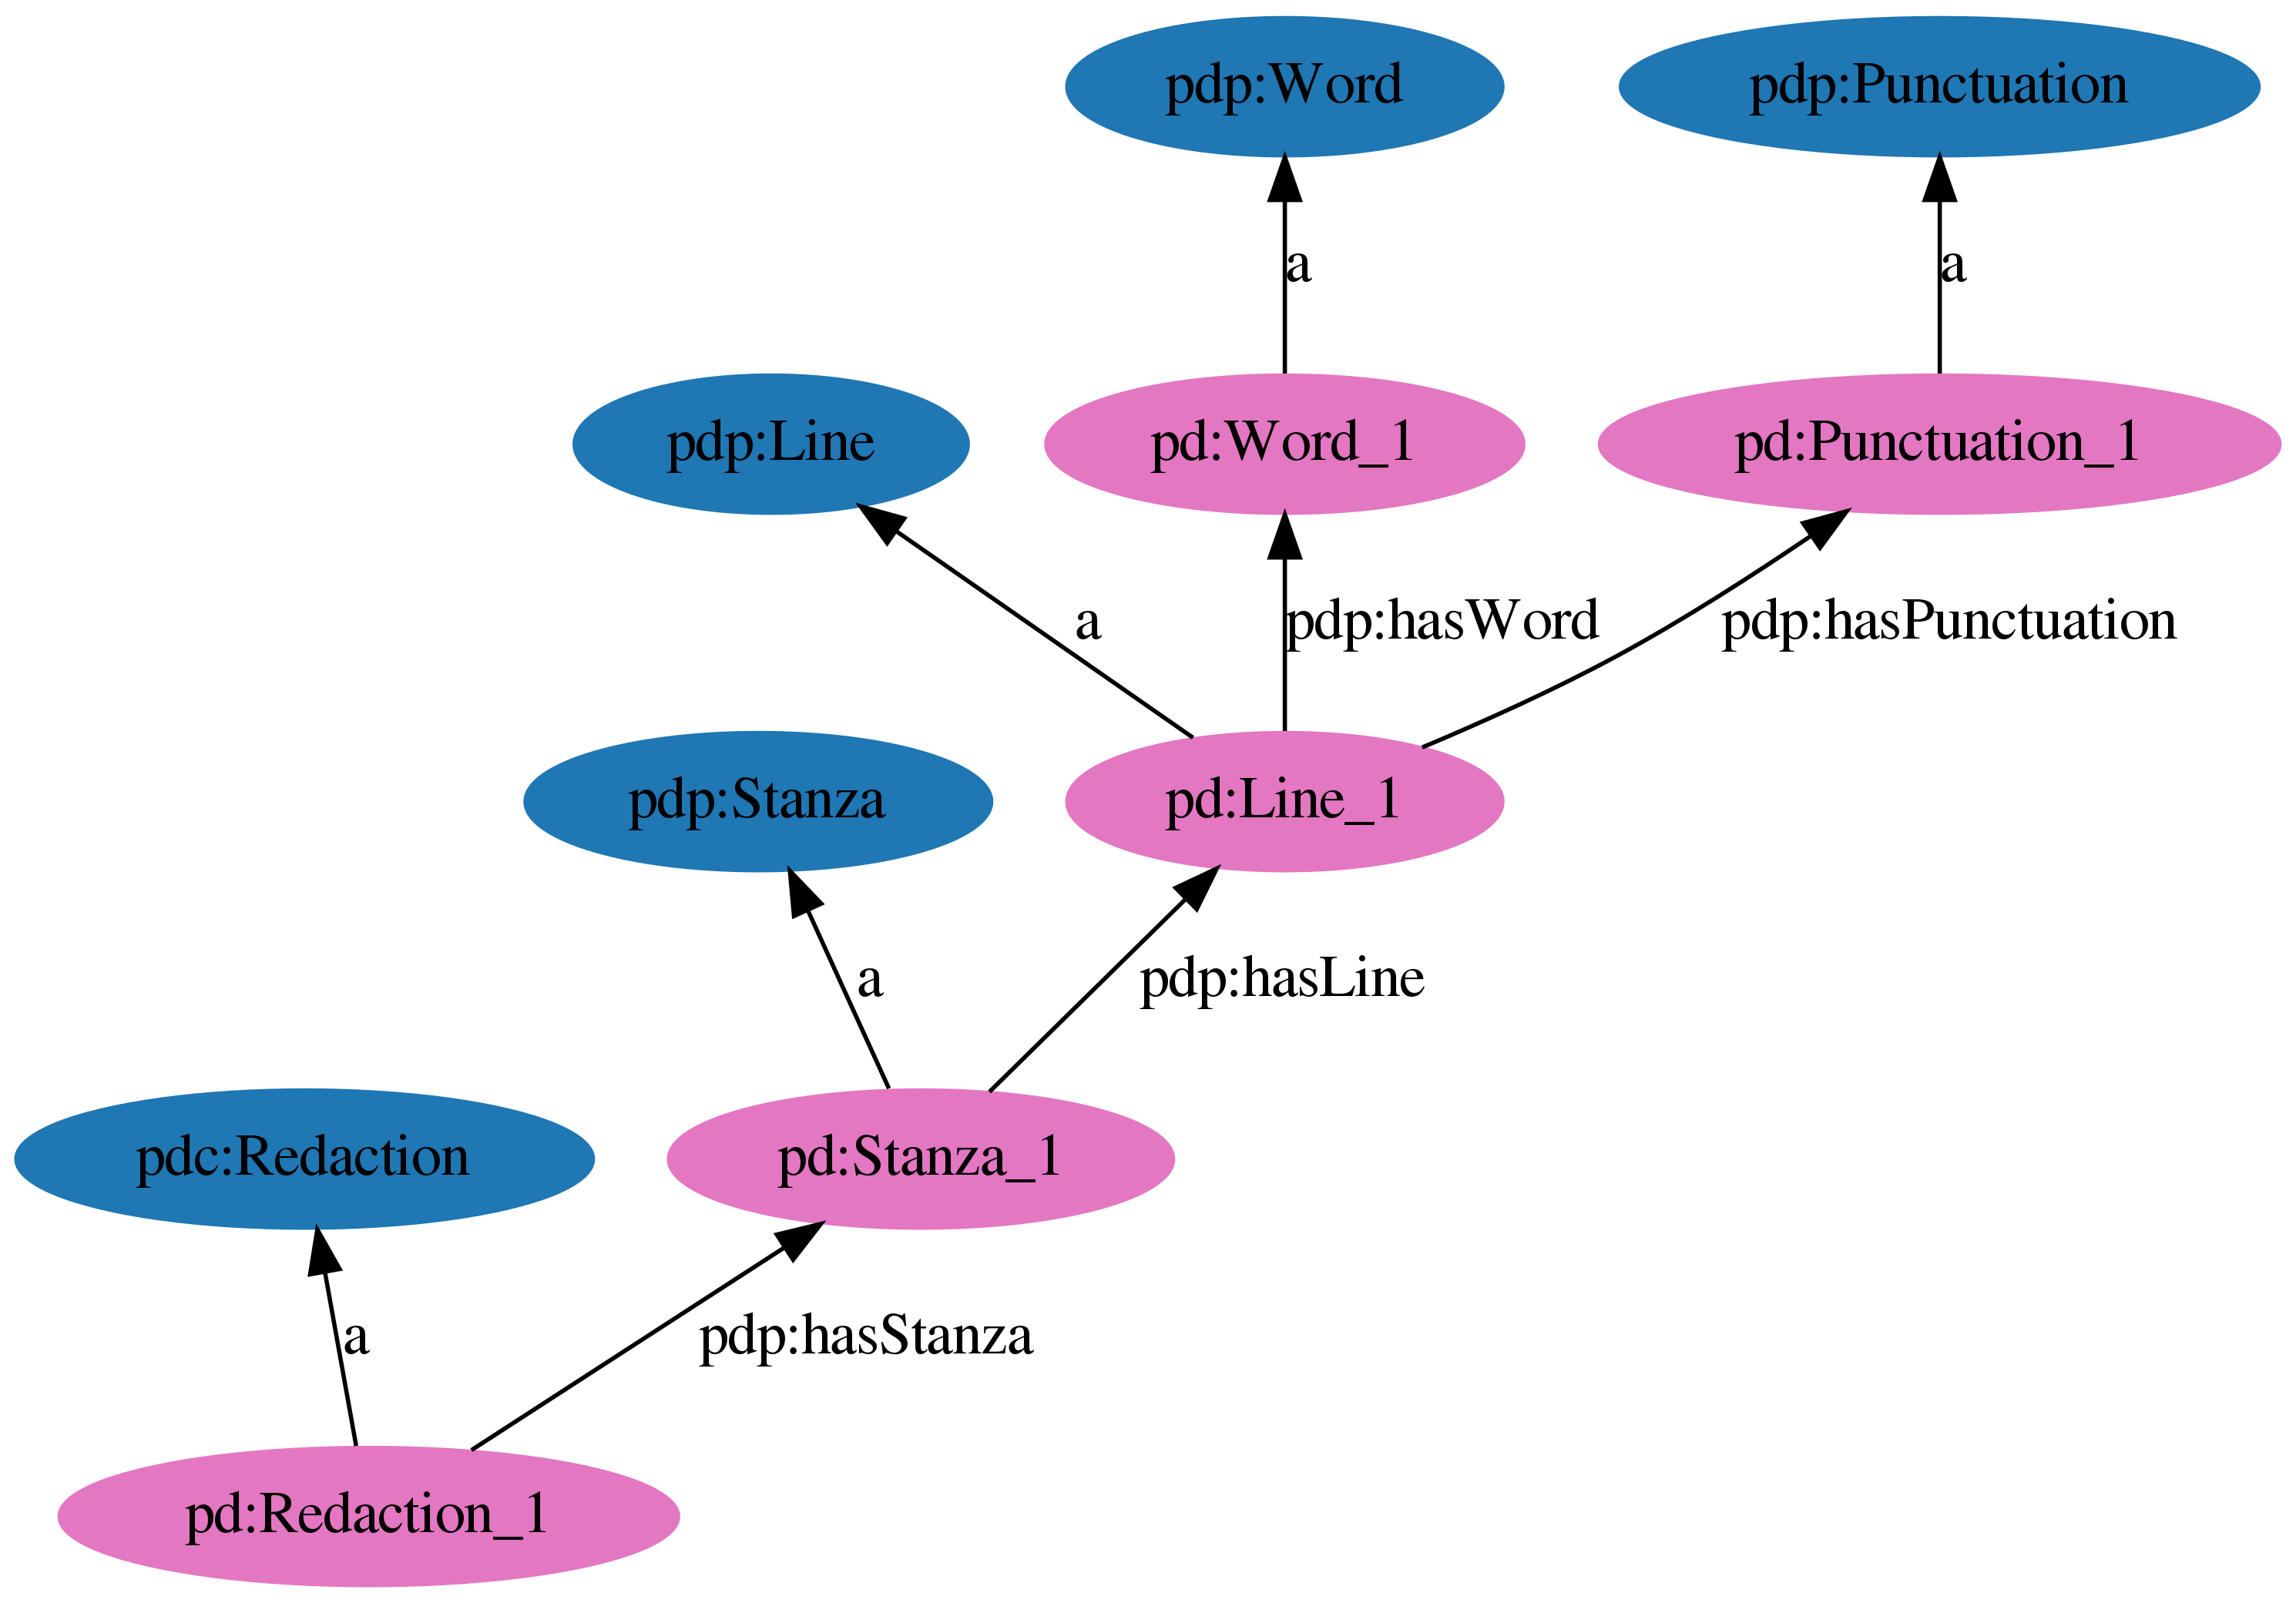 pdp:Word
pdp:Punctuation
a
a
pdp:Line
pd:Word_1
pd:Punctuation_1
a
pdp:hasWord
pdp:hasPunctuation
pdp:Stanza
pd:Line_1
a
pdp:hasLine
pdc:Redaction
pd:Stanza_1
a
pdp:hasStanza
pd:Redaction_1